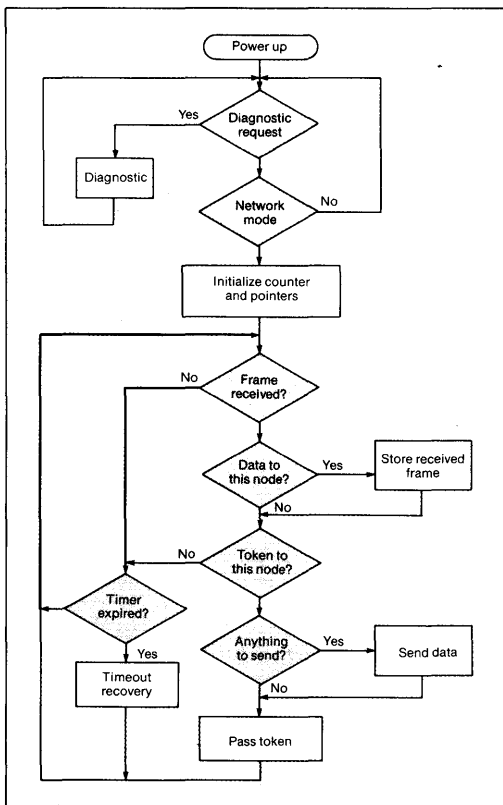 Power up
Yes
Diagnostic
request
Diagnostic
No
Network
mode
Initialize counter
and pointers
No
Frame
received?
Data to
this node?
Yes
Store received
frame
No
No
Token to
this node?
Timer
expired?
Yes
Timeout
recovery
Anything
to send?
Yes
Send data
No
Pass token